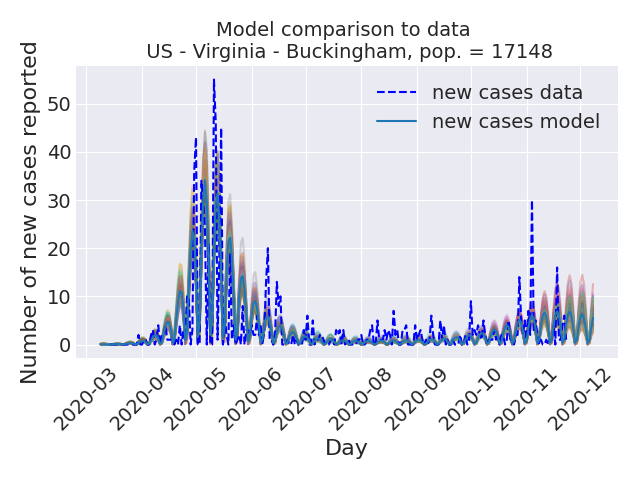 Model comparison to data
US - Virginia - Buckingham, pop. = 17148
new cases data
new cases model
Number of new cases reported
50
40
30
20
10
0
2020-03
2020-04
2020-05
2020-06
2020-07
2020-08
2020-09
2020-10
2020-11
2020-12
Day